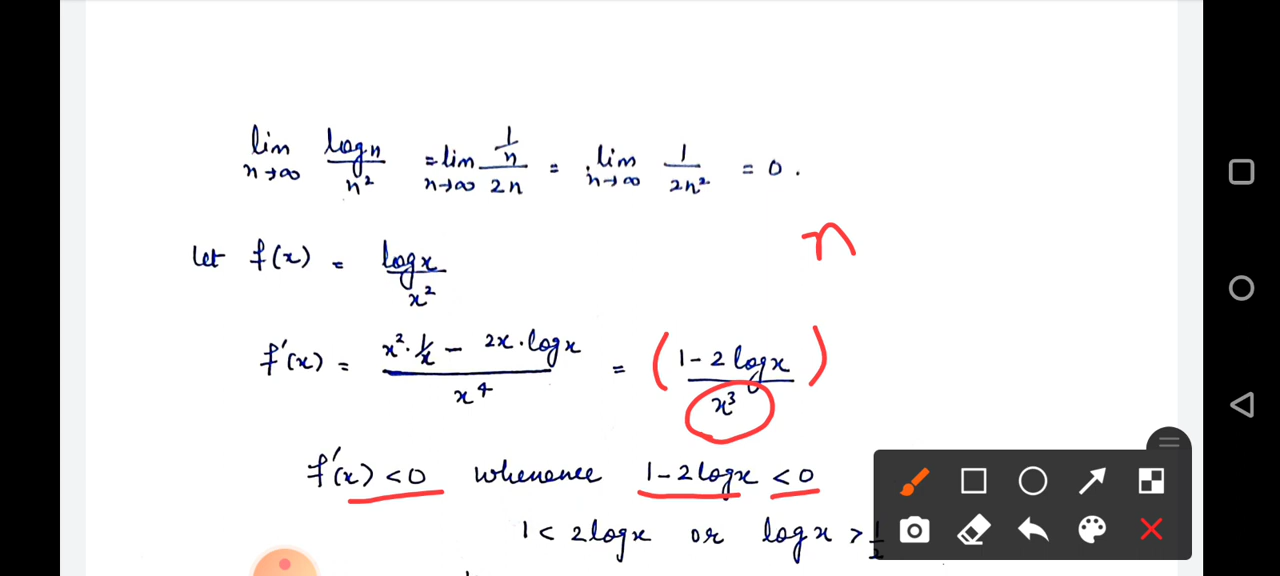 lim n→∞ log n / n² = lim n→∞ (1/n) / 2n = lim n→∞ 1 / 2n² = 0 .
n
let f(x) = log x / x²
f'(x) = (x² · 1/x - 2x · log x) / x⁴ = ( (1 - 2 log x) / x³ )
f'(x) < 0 whenence 1 - 2 log x < 0
1 < 2 log x or log x > 1/2